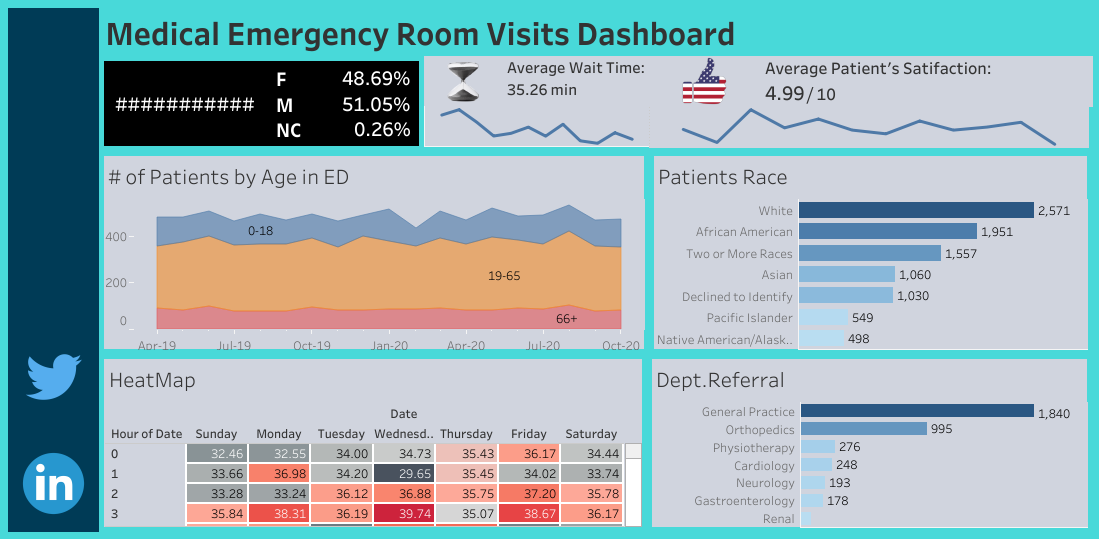 Medical Emergency Room Visits Dashboard
###########
F 48.69%
M 51.05%
NC 0.26%
Average Wait Time:
35.26 min
Average Patient's Satifaction:
4.99 / 10
# of Patients by Age in ED
400
200
0
0-18
19-65
66+
Apr-19 Jul-19 Oct-19 Jan-20 Apr-20 Jul-20 Oct-20
Patients Race
White 2,571
African American 1,951
Two or More Races 1,557
Asian 1,060
Declined to Identify 1,030
Pacific Islander 549
Native American/Alask.. 498
HeatMap
Date
Hour of Date Sunday Monday Tuesday Wednesd.. Thursday Friday Saturday
0 32.46 32.55 34.00 34.73 35.43 36.17 34.44
1 33.66 36.98 34.20 29.65 35.45 34.02 33.74
2 33.28 33.24 36.12 36.88 35.75 37.20 35.78
3 35.84 38.31 36.19 39.74 35.07 38.67 36.17
Dept.Referral
General Practice 1,840
Orthopedics 995
Physiotherapy 276
Cardiology 248
Neurology 193
Gastroenterology 178
Renal
in